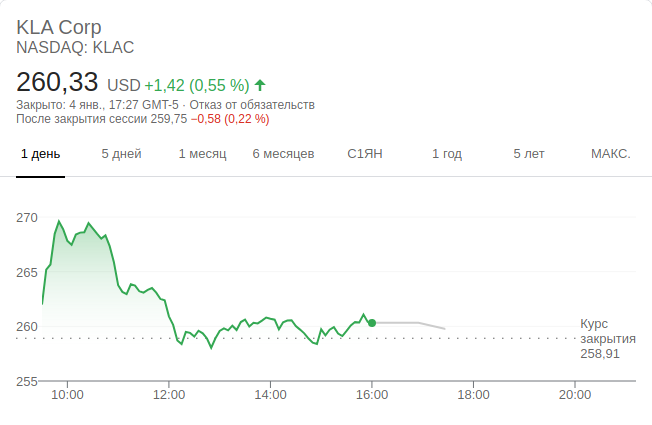 KLA Corp
NASDAQ: KLAC
260,33 USD +1,42 (0,55 %)
Закрыто: 4 янв., 17:27 GMT-5 · Отказ от обязательств
После закрытия сессии 259,75 −0,58 (0,22 %)
1 день 5 дней 1 месяц 6 месяцев С1ЯН 1 год 5 лет МАКС.
270
265
260
Курс
закрытия
258,91
255
10:00 12:00 14:00 16:00 18:00 20:00